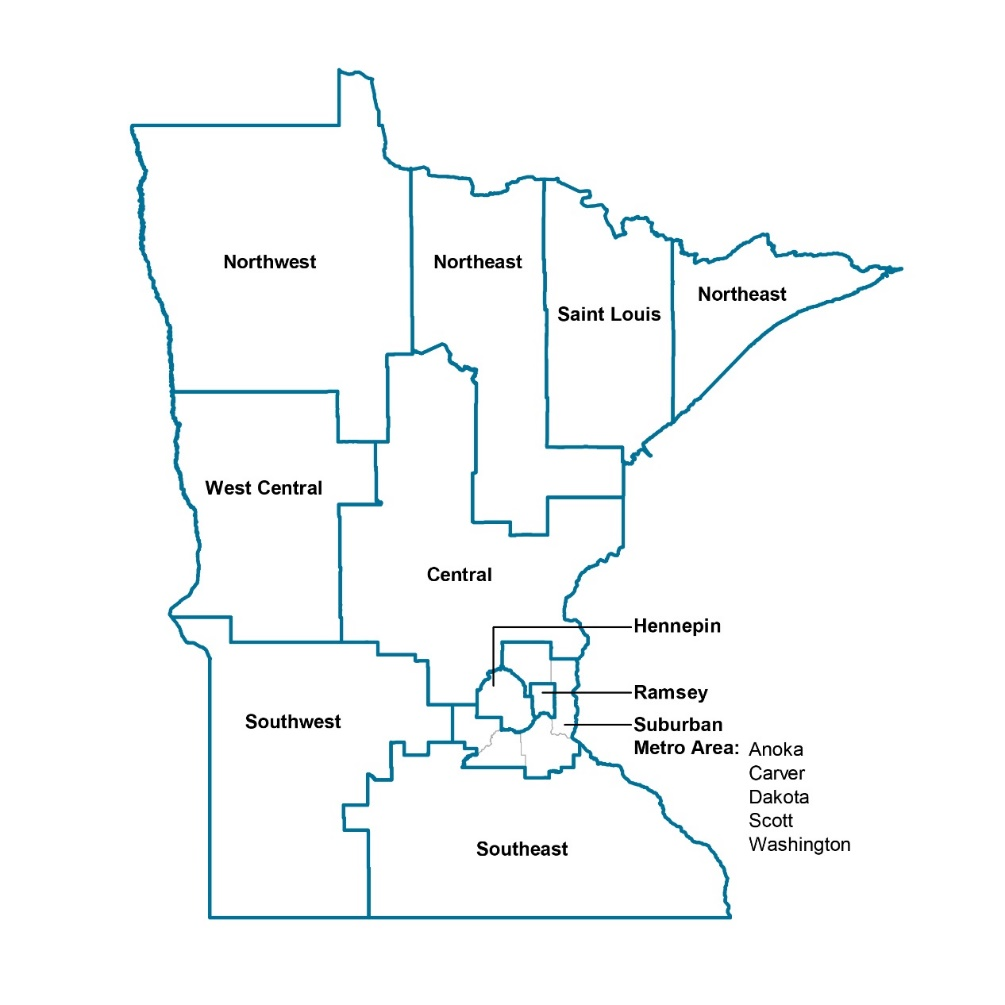 Northwest
Northeast
Saint Louis
Northeast
West Central
Central
Hennepin
Ramsey
Southwest
Suburban
Metro Area: Anoka
Carver
Dakota
Scott
Washington
Southeast